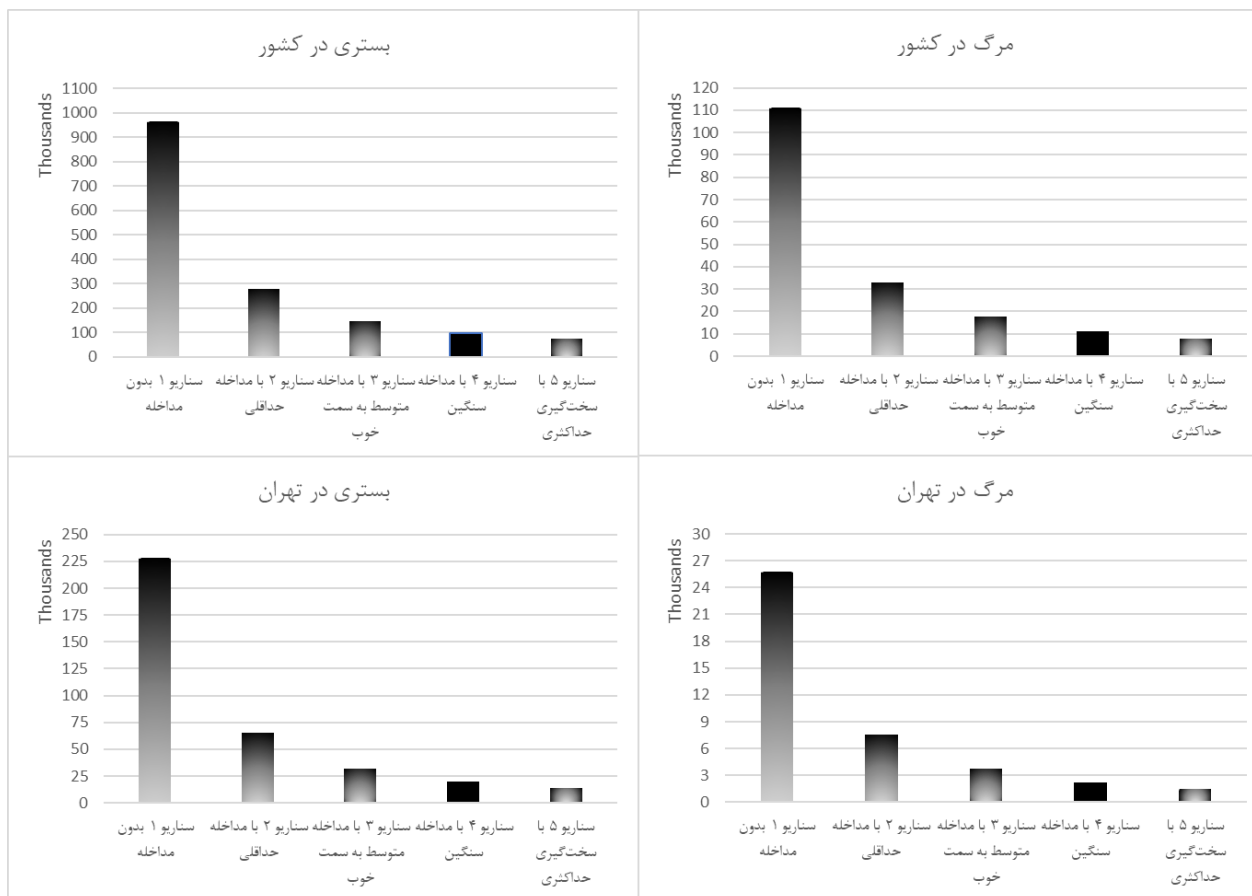 بستری در کشور
Thousands
1100
1000
900
800
700
600
500
400
300
200
100
0
سناریو ۱ بدون
مداخله
سناریو ۲ با مداخله
حداقلی
سناریو ۳ با مداخله
متوسط به سمت
خوب
سناریو ۴ با مداخله
سنگین
سناریو ۵ با
سخت‌گیری
حداکثری
مرگ در کشور
Thousands
120
110
100
90
80
70
60
50
40
30
20
10
0
سناریو ۱ بدون
مداخله
سناریو ۲ با مداخله
حداقلی
سناریو ۳ با مداخله
متوسط به سمت
خوب
سناریو ۴ با مداخله
سنگین
سناریو ۵ با
سخت‌گیری
حداکثری
بستری در تهران
Thousands
250
225
200
175
150
125
100
75
50
25
0
سناریو ۱ بدون
مداخله
سناریو ۲ با مداخله
حداقلی
سناریو ۳ با مداخله
متوسط به سمت
خوب
سناریو ۴ با مداخله
سنگین
سناریو ۵ با
سخت‌گیری
حداکثری
مرگ در تهران
Thousands
30
27
24
21
18
15
12
9
6
3
0
سناریو ۱ بدون
مداخله
سناریو ۲ با مداخله
حداقلی
سناریو ۳ با مداخله
متوسط به سمت
خوب
سناریو ۴ با مداخله
سنگین
سناریو ۵ با
سخت‌گیری
حداکثری